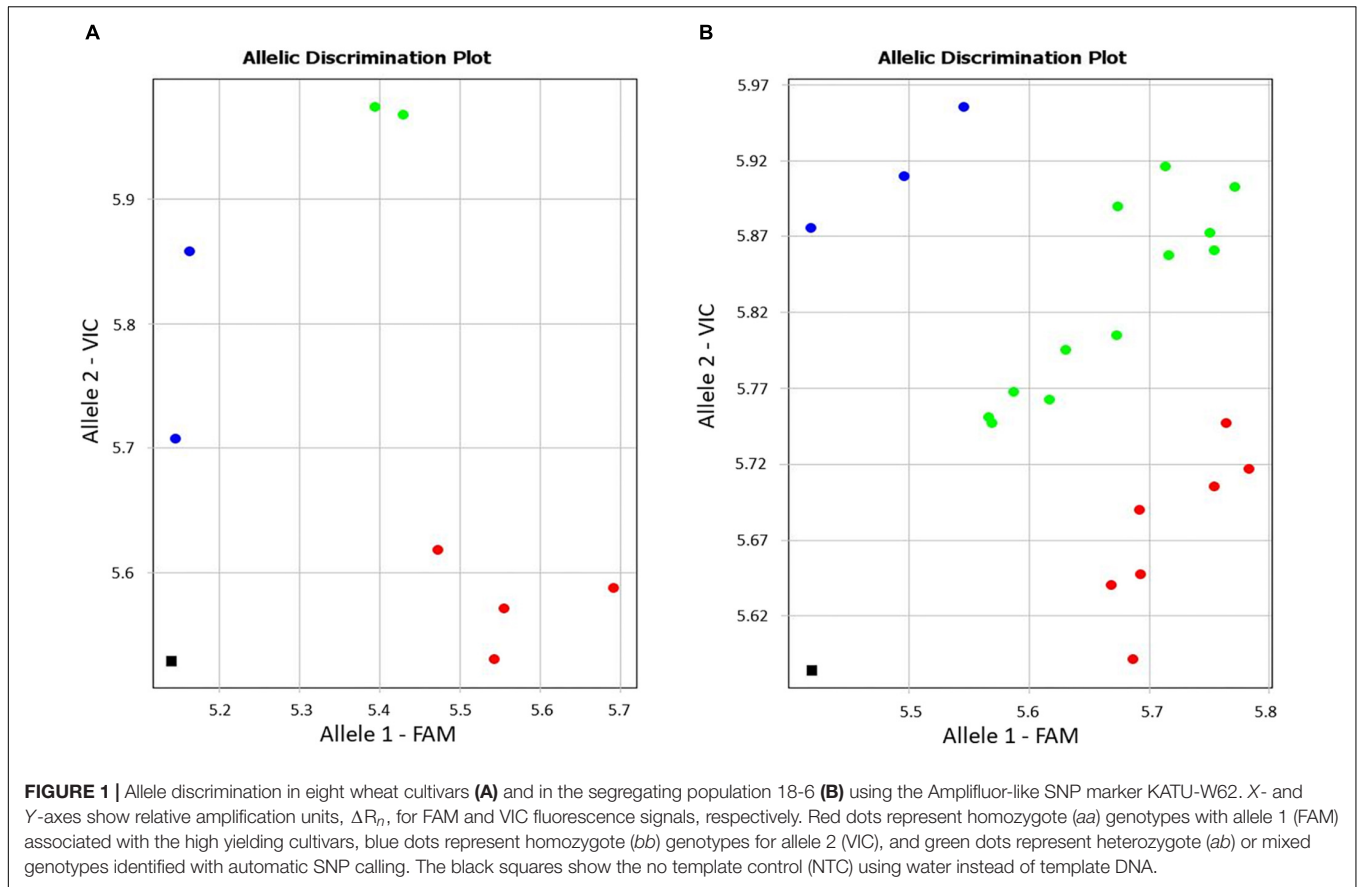 A
Allelic Discrimination Plot
Allele 2 - VIC
5.9
5.8
5.7
5.6
5.2 5.3 5.4 5.5 5.6 5.7
Allele 1 - FAM
B
Allelic Discrimination Plot
Allele 2 - VIC
5.97
5.92
5.87
5.82
5.77
5.72
5.67
5.62
5.5 5.6 5.7 5.8
Allele 1 - FAM
FIGURE 1 | Allele discrimination in eight wheat cultivars (A) and in the segregating population 18-6 (B) using the Amplifluor-like SNP marker KATU-W62. X- and
Y-axes show relative amplification units, ΔRn, for FAM and VIC fluorescence signals, respectively. Red dots represent homozygote (aa) genotypes with allele 1 (FAM)
associated with the high yielding cultivars, blue dots represent homozygote (bb) genotypes for allele 2 (VIC), and green dots represent heterozygote (ab) or mixed
genotypes identified with automatic SNP calling. The black squares show the no template control (NTC) using water instead of template DNA.